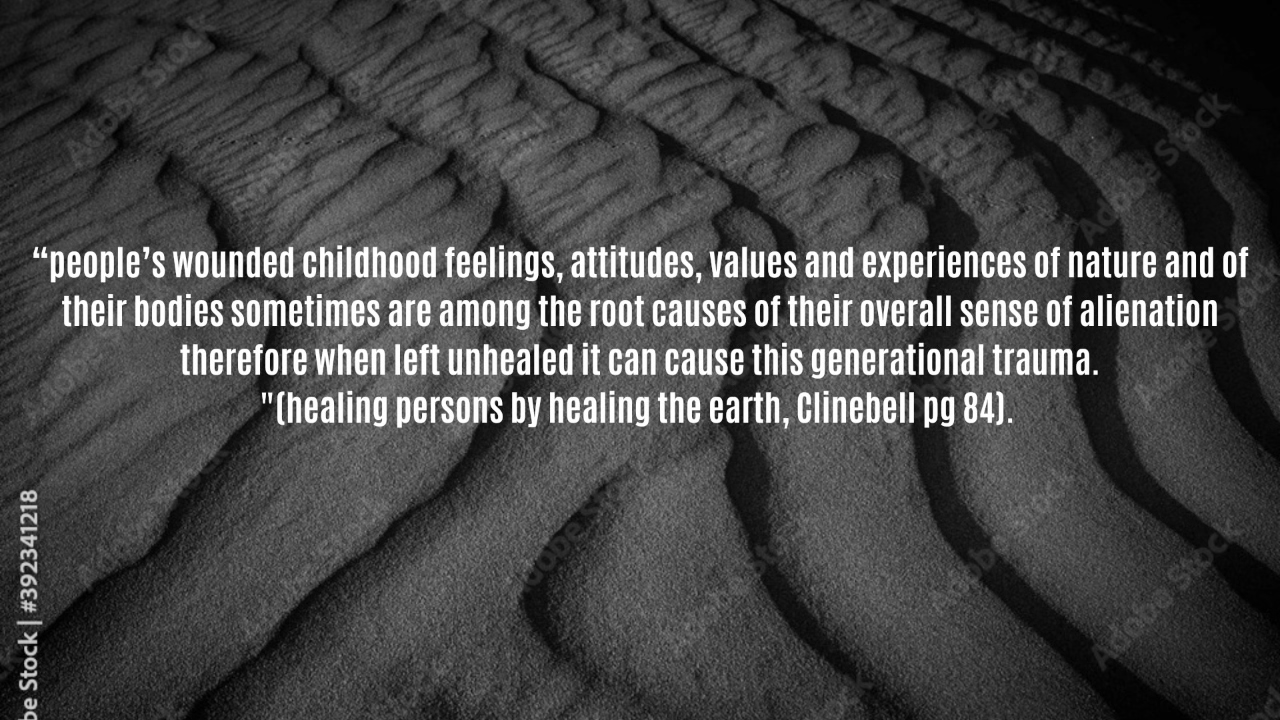 “people’s wounded childhood feelings, attitudes, values and experiences of nature and of
their bodies sometimes are among the root causes of their overall sense of alienation
therefore when left unhealed it can cause this generational trauma.
"(healing persons by healing the earth, Clinebell pg 84).
be Stock | #392341218
Adobe Stock